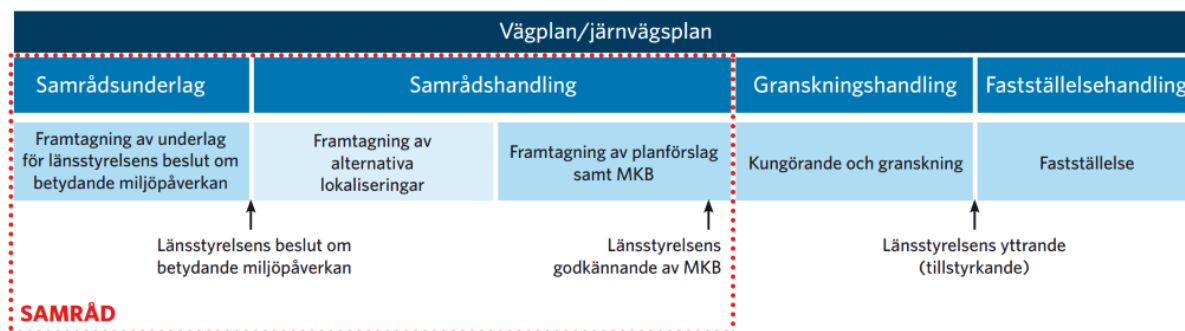 Vägplan/järnvägsplan
Samrådsunderlag
Samrådshandling
Granskningshandling
Fastställelsehandling
Framtagning av underlag
för länsstyrelsens beslut om
betydande miljöpåverkan
Framtagning av
alternativa
lokaliseringar
Framtagning av planförslag
samt MKB
Kungörande och granskning
Fastställelse
Länsstyrelsens beslut om
betydande miljöpåverkan
Länsstyrelsens
godkännande av MKB
Länsstyrelsens yttrande
(tillstyrkande)
SAMRÅD